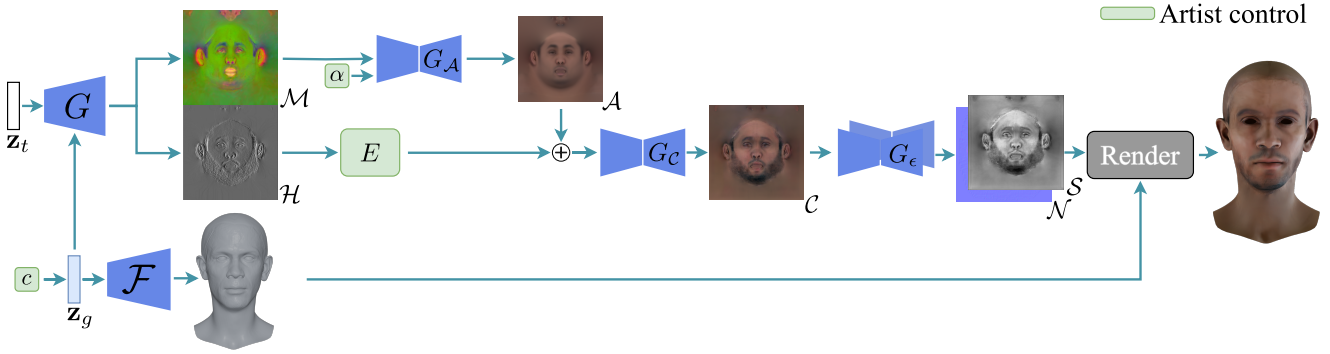 Artist control
𝓜
α
G_𝒜
𝒜
G
𝐳_t
E
ℋ
⊕
G_𝒞
𝒞
G_ϵ
𝒮
𝒩
Render
c
𝐳_g
ℱ